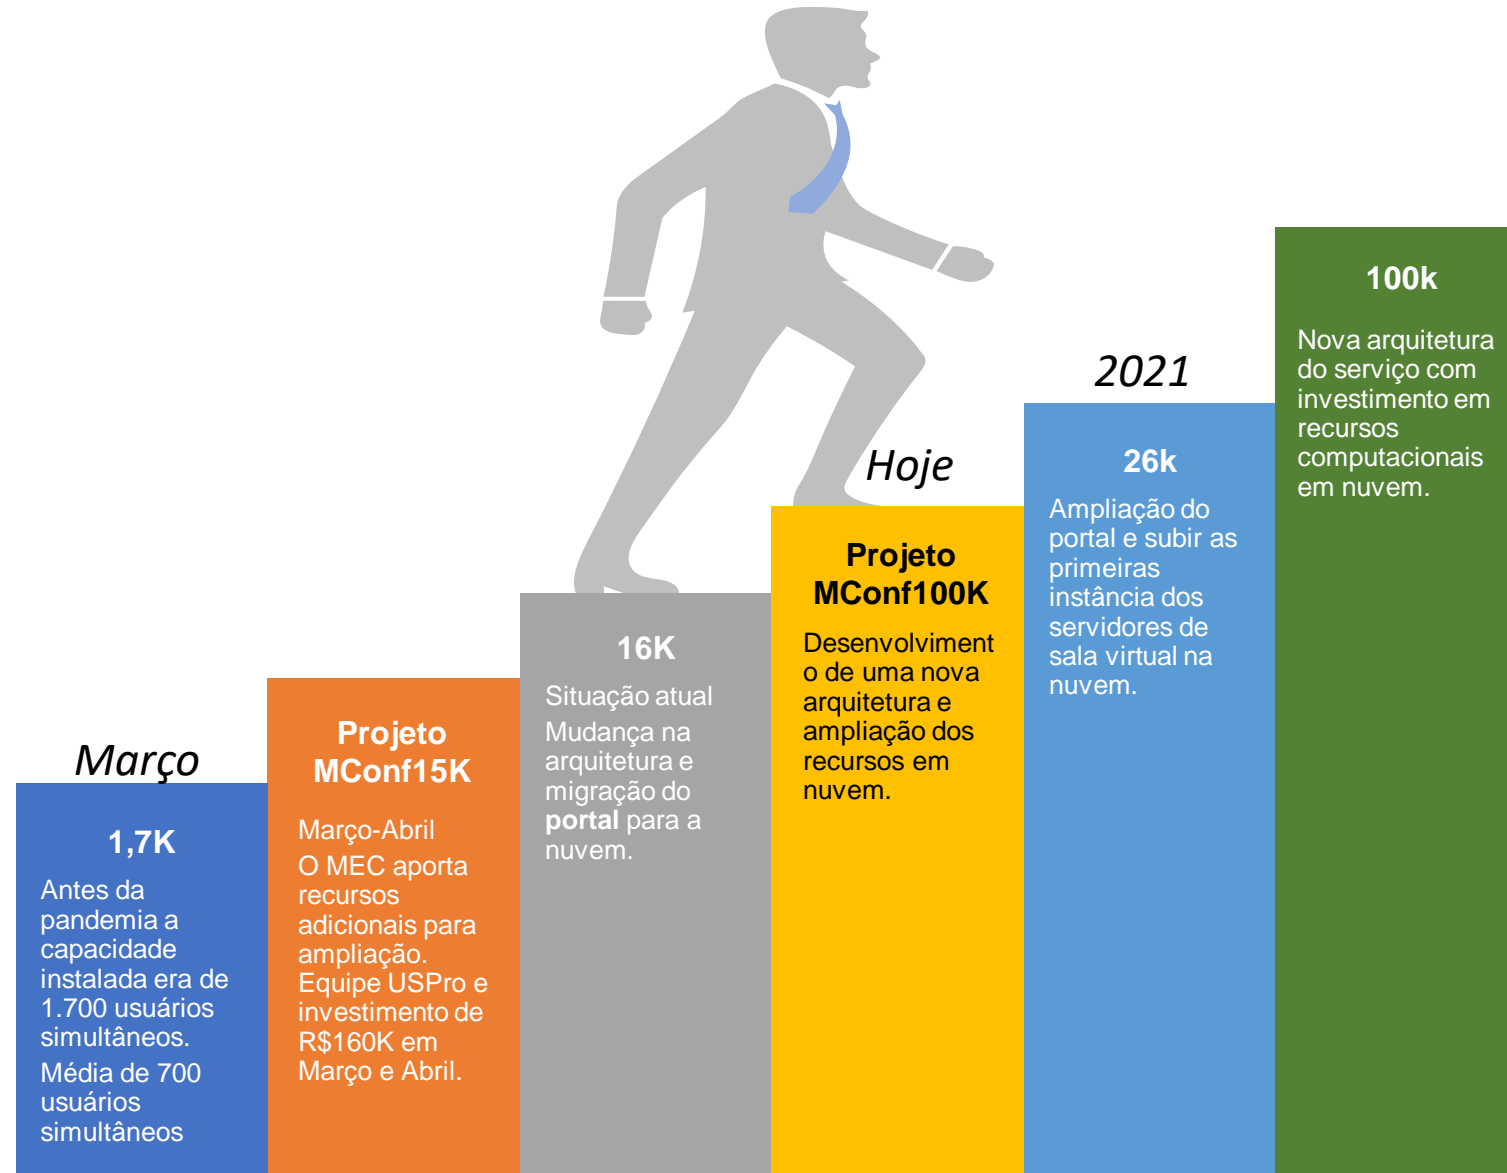 Março
1,7K
Antes da
pandemia a
capacidade
instalada era de
1.700 usuários
simultâneos.
Média de 700
usuários
simultâneos
Projeto
MConf15K
Março-Abril
O MEC aporta
recursos
adicionais para
ampliação.
Equipe USPro e
investimento de
R$160K em
Março e Abril.
16K
Situação atual
Mudança na
arquitetura e
migração do
portal para a
nuvem.
Hoje
Projeto
MConf100K
Desenvolviment
o de uma nova
arquitetura e
ampliação dos
recursos em
nuvem.
2021
26k
Ampliação do
portal e subir as
primeiras
instância dos
servidores de
sala virtual na
nuvem.
100k
Nova arquitetura
do serviço com
investimento em
recursos
computacionais
em nuvem.